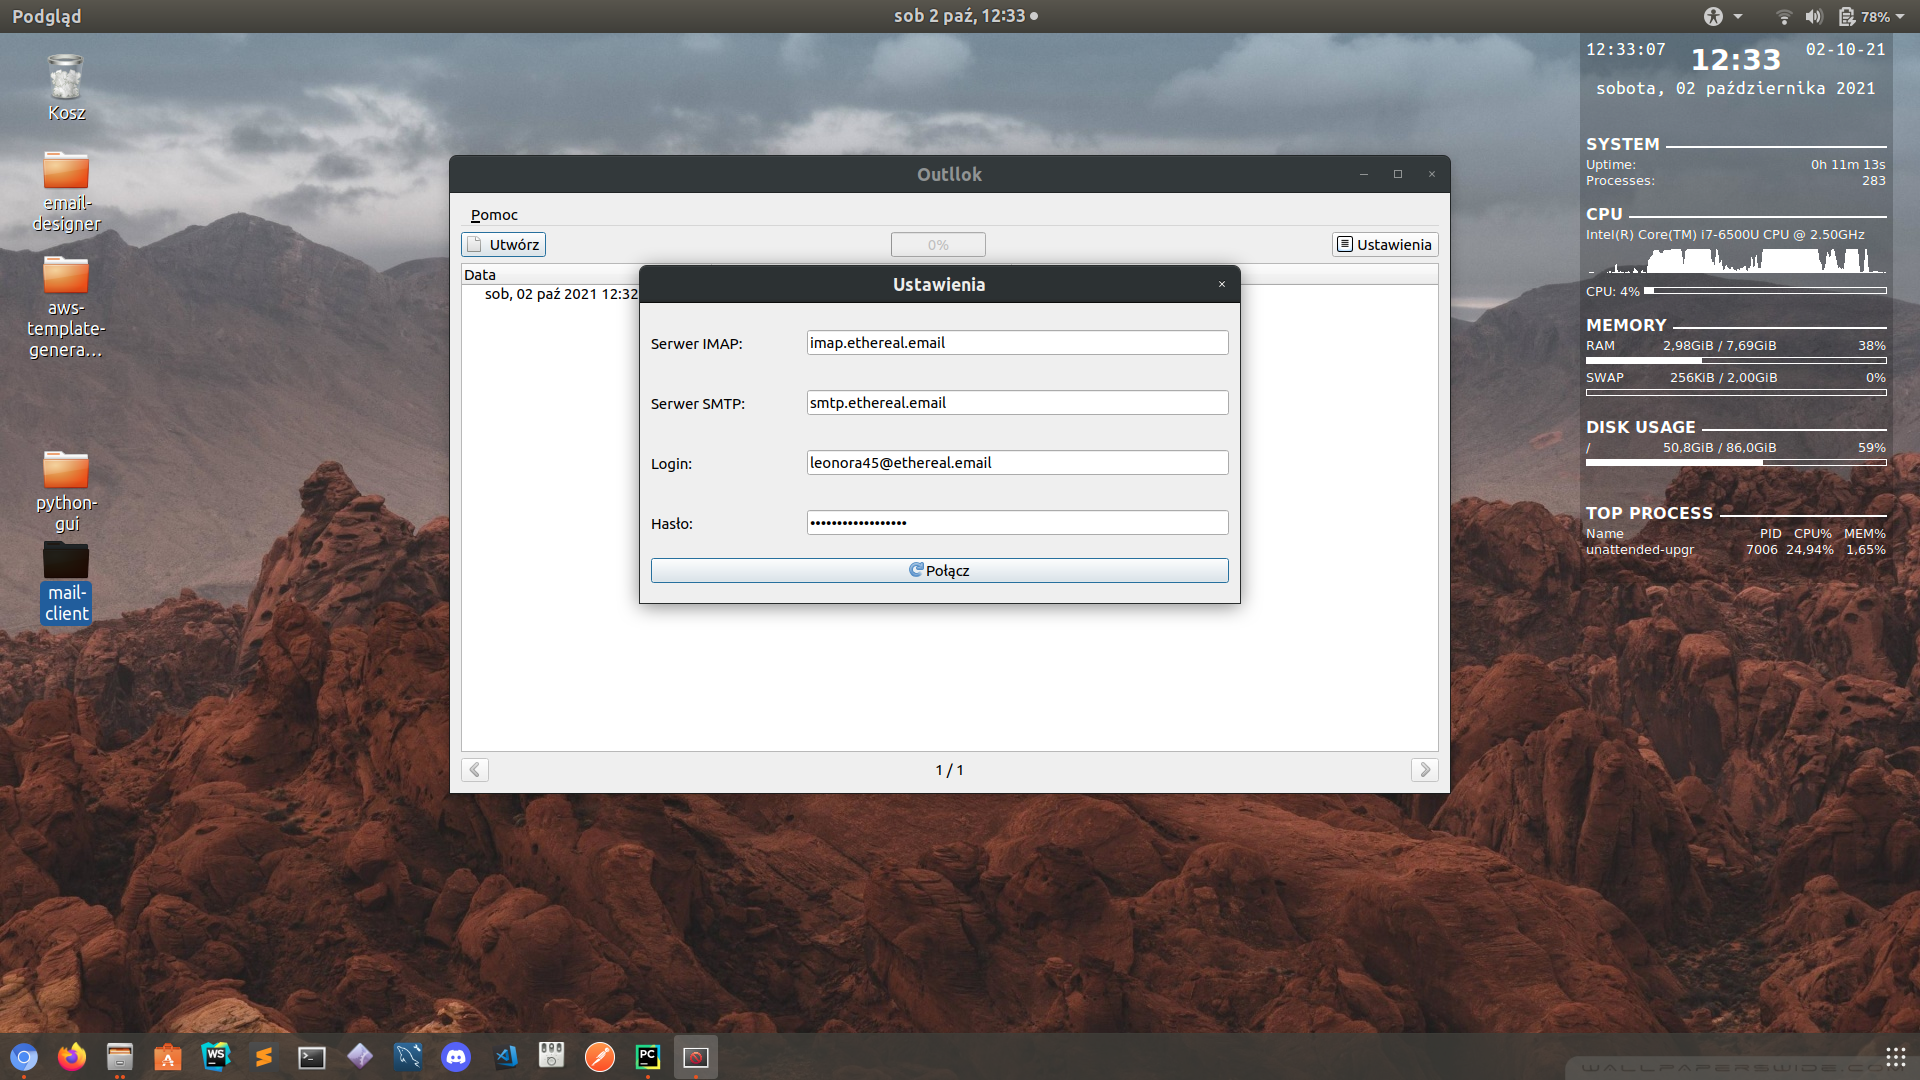 Podgląd
sob 2 paź, 12:33
78%
Kosz
email-
designer
aws-
template-
genera...
python-
gui
mail-
client
Outllok
Pomoc
Utwórz
0%
Ustawienia
Data
sob, 02 paź 2021 12:32
Ustawienia
Serwer IMAP:
imap.ethereal.email
Serwer SMTP:
smtp.ethereal.email
Login:
leonora45@ethereal.email
Hasło:
••••••••••••••••••
Połącz
1 / 1
12:33:07
12:33
02-10-21
sobota, 02 października 2021
SYSTEM
Uptime: 0h 11m 13s
Processes: 283
CPU
Intel(R) Core(TM) i7-6500U CPU @ 2.50GHz
CPU: 4%
MEMORY
RAM 2,98GiB / 7,69GiB 38%
SWAP 256KiB / 2,00GiB 0%
DISK USAGE
/ 50,8GiB / 86,0GiB 59%
TOP PROCESS
Name PID CPU% MEM%
unattended-upgr 7006 24,94% 1,65%
WS
PC
WALLPAPERSWIDE.COM